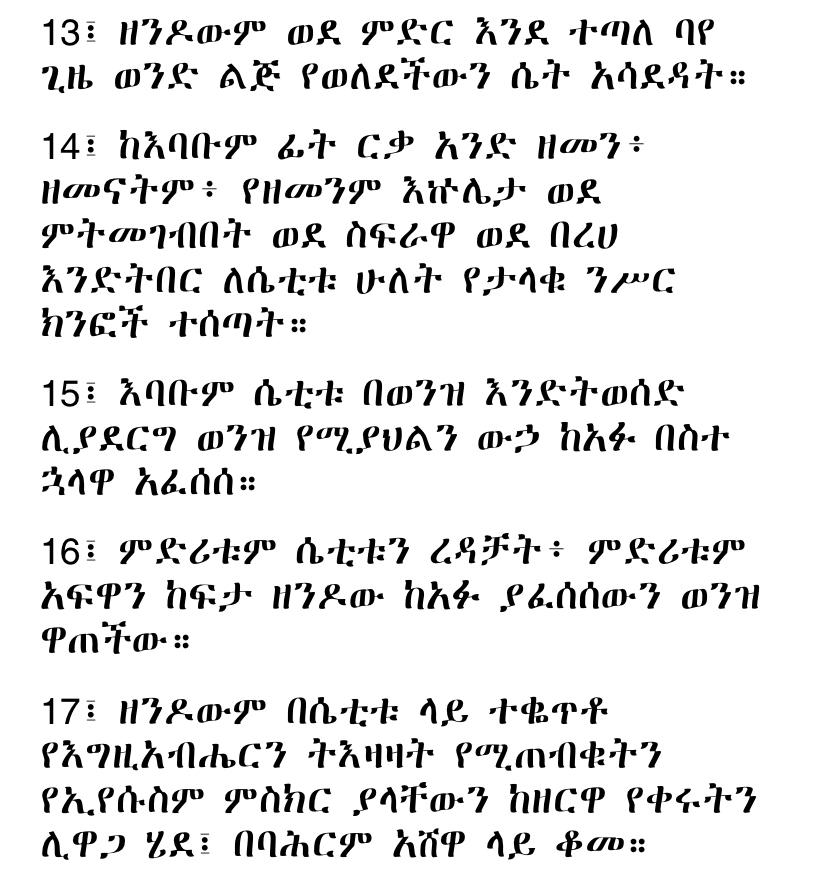 13፤ ዘንዶውም ወደ ምድር እንደ ተጣለ ባየ
ጊዜ ወንድ ልጅ የወለደችውን ሴት አሳደዳት።
14፤ ከእባቡም ፊት ርቃ አንድ ዘመን፥
ዘመናትም፥ የዘመንም እኵሌታ ወደ
ምትመገብበት ወደ ስፍራዋ ወደ በረሀ
እንድትበር ለሴቲቱ ሁለት የታላቁ ንሥር
ክንፎች ተሰጣት።
15፤ እባቡም ሴቲቱ በወንዝ እንድትወሰድ
ሊያደርግ ወንዝ የሚያህልን ውኃ ከአፉ በስተ
ኋላዋ አፈሰሰ።
16፤ ምድሪቱም ሴቲቱን ረዳቻት፥ ምድሪቱም
አፍዋን ከፍታ ዘንዶው ከአፉ ያፈሰሰውን ወንዝ
ዋጠችው።
17፤ ዘንዶውም በሴቲቱ ላይ ተቈጥቶ
የእግዚአብሔርን ትእዛዛት የሚጠብቁትን
የኢየሱስም ምስክር ያላቸውን ከዘርዋ የቀሩትን
ሊዋጋ ሄደ፤ በባሕርም አሸዋ ላይ ቆመ።